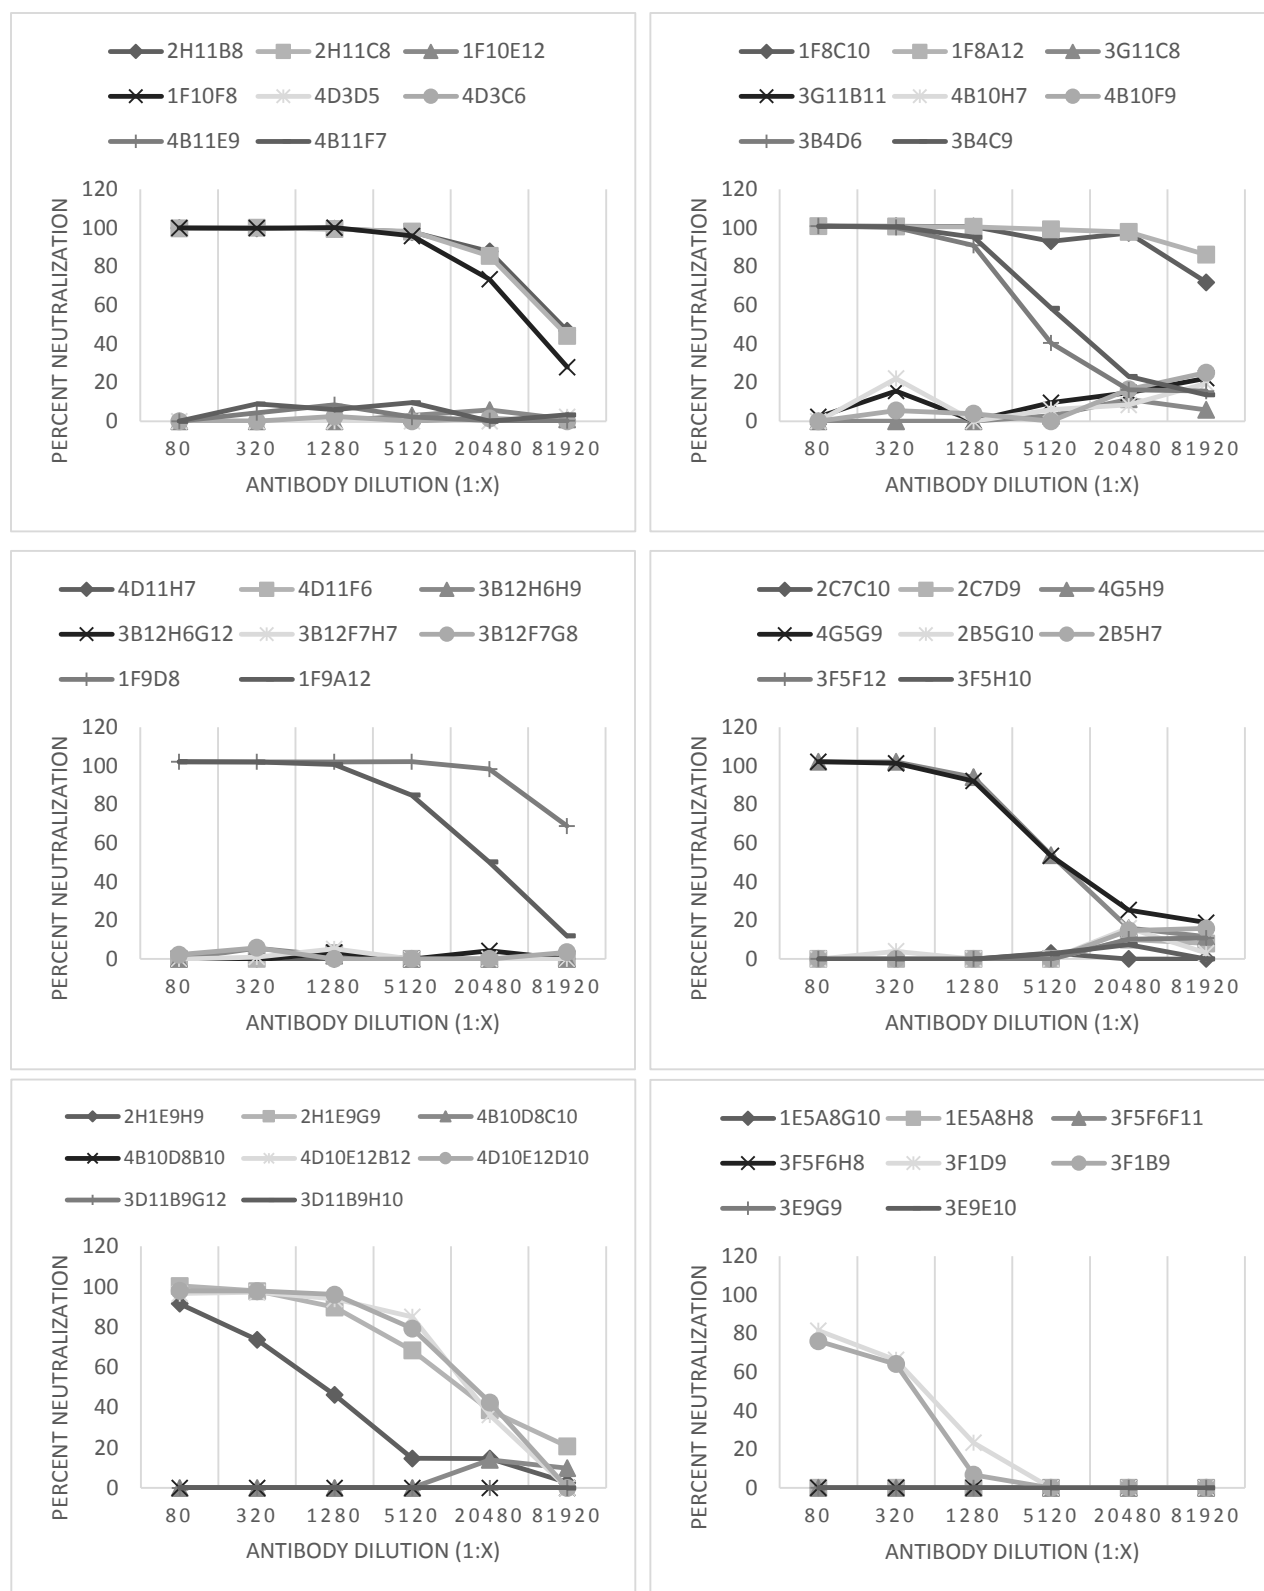 2H11B8 2H11C8 1F10E12
1F10F8 4D3D5 4D3C6
4B11E9 4B11F7
PERCENT NEUTRALIZATION
120
100
80
60
40
20
0
80 320 1280 5120 20480 81920
ANTIBODY DILUTION (1:X)
1F8C10 1F8A12 3G11C8
3G11B11 4B10H7 4B10F9
3B4D6 3B4C9
PERCENT NEUTRALIZATION
120
100
80
60
40
20
0
80 320 1280 5120 20480 81920
ANTIBODY DILUTION (1:X)
4D11H7 4D11F6 3B12H6H9
3B12H6G12 3B12F7H7 3B12F7G8
1F9D8 1F9A12
PERCENT NEUTRALIZATION
120
100
80
60
40
20
0
80 320 1280 5120 20480 81920
ANTIBODY DILUTION (1:X)
2C7C10 2C7D9 4G5H9
4G5G9 2B5G10 2B5H7
3F5F12 3F5H10
PERCENT NEUTRALIZATION
120
100
80
60
40
20
0
80 320 1280 5120 20480 81920
ANTIBODY DILUTION (1:X)
2H1E9H9 2H1E9G9 4B10D8C10
4B10D8B10 4D10E12B12 4D10E12D10
3D11B9G12 3D11B9H10
PERCENT NEUTRALIZATION
120
100
80
60
40
20
0
80 320 1280 5120 20480 81920
ANTIBODY DILUTION (1:X)
1E5A8G10 1E5A8H8 3F5F6F11
3F5F6H8 3F1D9 3F1B9
3E9G9 3E9E10
PERCENT NEUTRALIZATION
120
100
80
60
40
20
0
80 320 1280 5120 20480 81920
ANTIBODY DILUTION (1:X)